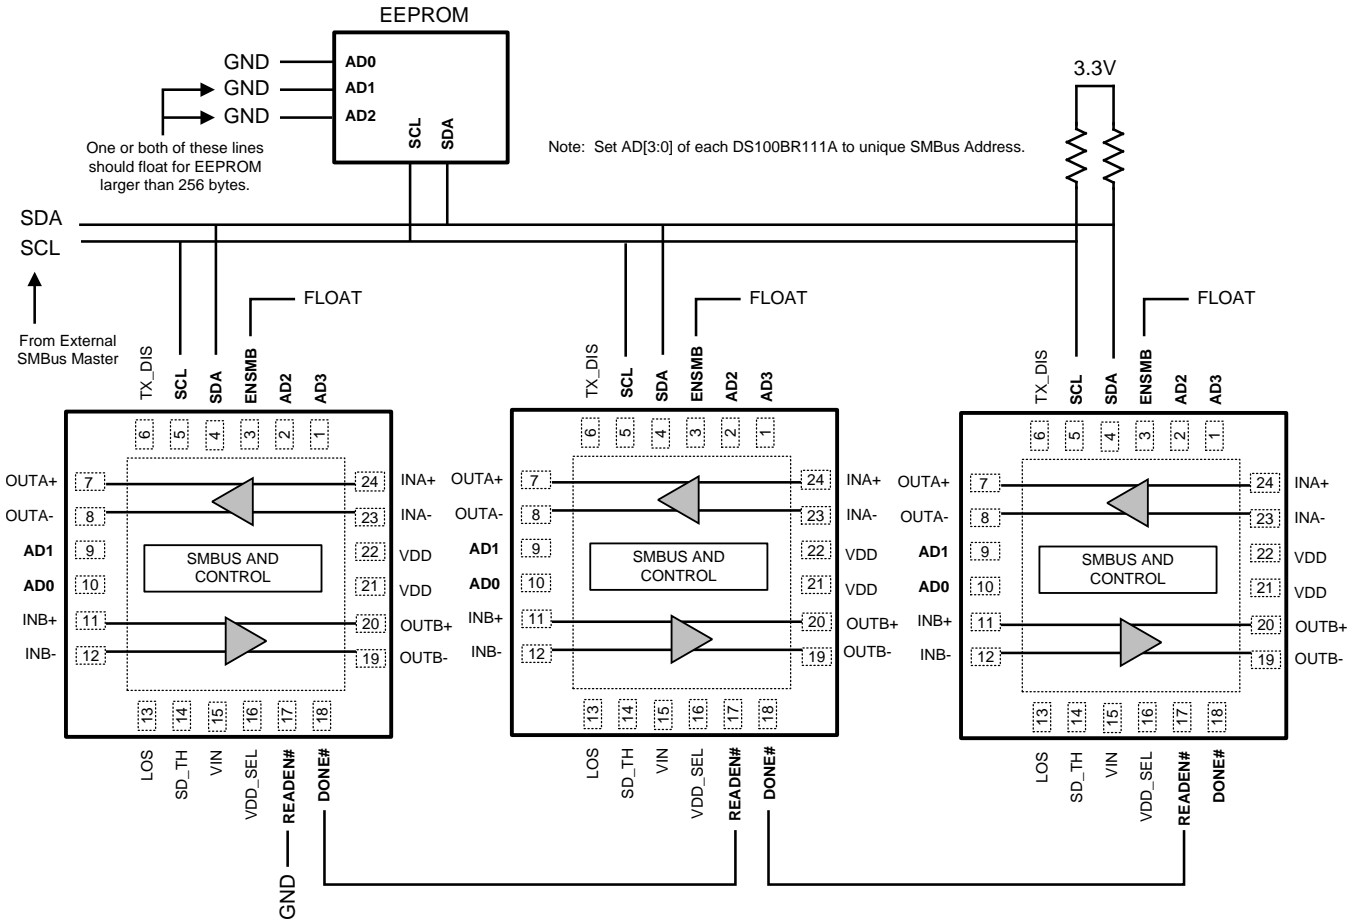 EEPROM
GND AD0
GND AD1
GND AD2
SCL SDA
One or both of these lines
should float for EEPROM
larger than 256 bytes.
Note: Set AD[3:0] of each DS100BR111A to unique SMBus Address.
3.3V
SDA
SCL
From External
SMBus Master
FLOAT
TX_DIS SCL SDA ENSMB AD2 AD3
6 5 4 3 2 1
OUTA+ 7 24 INA+
OUTA- 8 23 INA-
AD1 9 22 VDD
AD0 10 21 VDD
SMBUS AND
CONTROL
INB+ 11 20 OUTB+
INB- 12 19 OUTB-
13 14 15 16 17 18
LOS SD_TH VIN VDD_SEL READEN# DONE#
GND
FLOAT
TX_DIS SCL SDA ENSMB AD2 AD3
6 5 4 3 2 1
OUTA+ 7 24 INA+
OUTA- 8 23 INA-
AD1 9 22 VDD
AD0 10 21 VDD
SMBUS AND
CONTROL
INB+ 11 20 OUTB+
INB- 12 19 OUTB-
13 14 15 16 17 18
LOS SD_TH VIN VDD_SEL READEN# DONE#
FLOAT
TX_DIS SCL SDA ENSMB AD2 AD3
6 5 4 3 2 1
OUTA+ 7 24 INA+
OUTA- 8 23 INA-
AD1 9 22 VDD
AD0 10 21 VDD
SMBUS AND
CONTROL
INB+ 11 20 OUTB+
INB- 12 19 OUTB-
13 14 15 16 17 18
LOS SD_TH VIN VDD_SEL READEN# DONE#